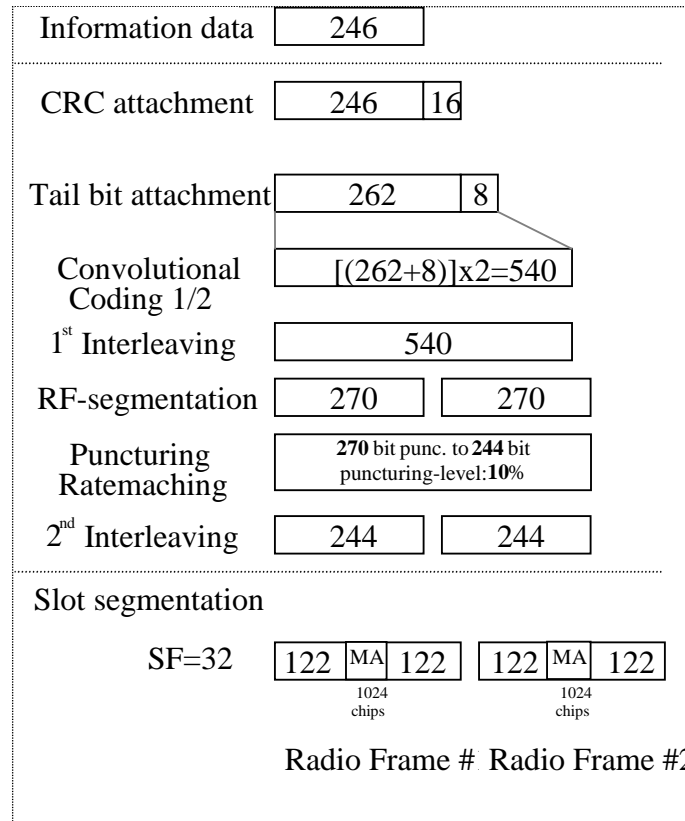 Information data 246
CRC attachment 246 16
Tail bit attachment 262 8
Convolutional [(262+8)]x2=540
Coding 1/2
1st Interleaving 540
RF-segmentation 270 270
Puncturing 270 bit punc. to 244 bit
Ratemaching puncturing-level:10%
2nd Interleaving 244 244
Slot segmentation
SF=32 122 MA 122 122 MA 122
1024 1024
chips chips
Radio Frame # Radio Frame #2